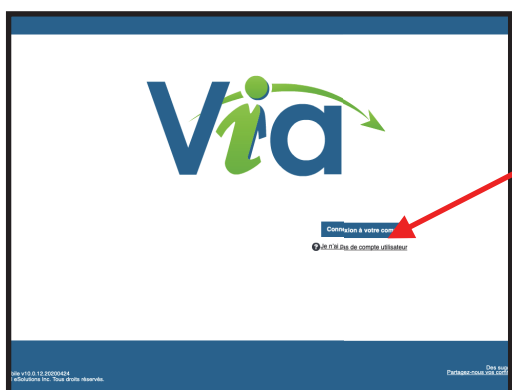 Via
Connexion à votre com
Je n'ai pas de compte utilisateur
bile v10.0.12.20200424
eSolutions Inc. Tous droits réservés.
Des sug
Partagez-nous vos com